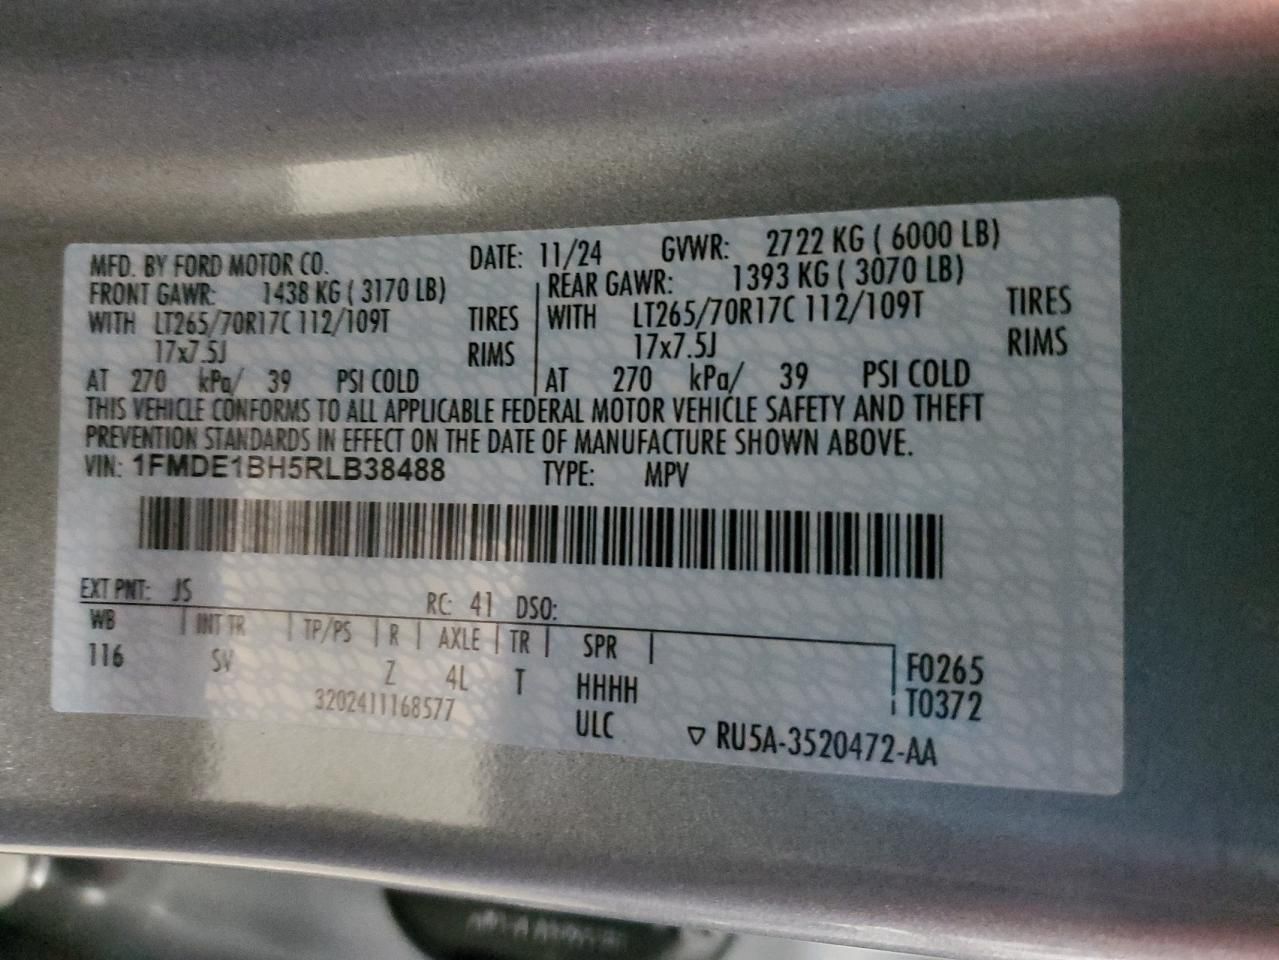 MFD. BY FORD MOTOR CO. DATE: 11/24 GVWR: 2722 KG ( 6000 LB)
FRONT GAWR: 1438 KG ( 3170 LB) REAR GAWR: 1393 KG ( 3070 LB)
WITH LT265/70R17C 112/109T TIRES WITH LT265/70R17C 112/109T TIRES
17x7.5J RIMS 17x7.5J RIMS
AT 270 kPa/ 39 PSI COLD AT 270 kPa/ 39 PSI COLD
THIS VEHICLE CONFORMS TO ALL APPLICABLE FEDERAL MOTOR VEHICLE SAFETY AND THEFT
PREVENTION STANDARDS IN EFFECT ON THE DATE OF MANUFACTURE SHOWN ABOVE.
VIN: 1FMDE1BH5RLB38488 TYPE: MPV
EXT PNT: JS RC: 41 DSO:
WB INT TR TP/PS R AXLE TR SPR
116 SV Z 4L T HHHH F0265
3202411168577 ULC T0372
▽ RU5A-3520472-AA